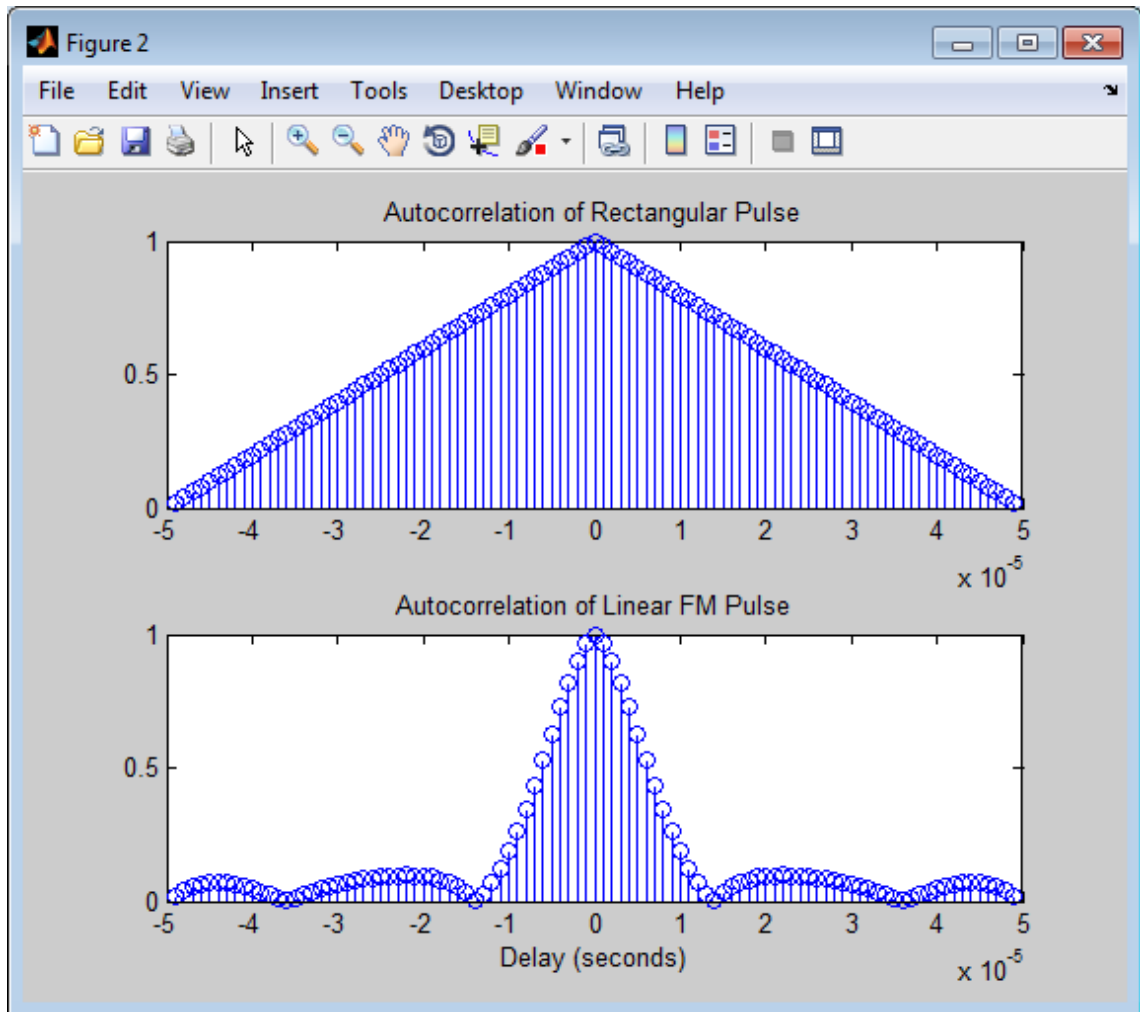 Figure 2
File Edit View Insert Tools Desktop Window Help
Autocorrelation of Rectangular Pulse
1
0.5
0
-5 -4 -3 -2 -1 0 1 2 3 4 5
x 10^-5
Autocorrelation of Linear FM Pulse
1
0.5
0
-5 -4 -3 -2 -1 0 1 2 3 4 5
Delay (seconds)
x 10^-5